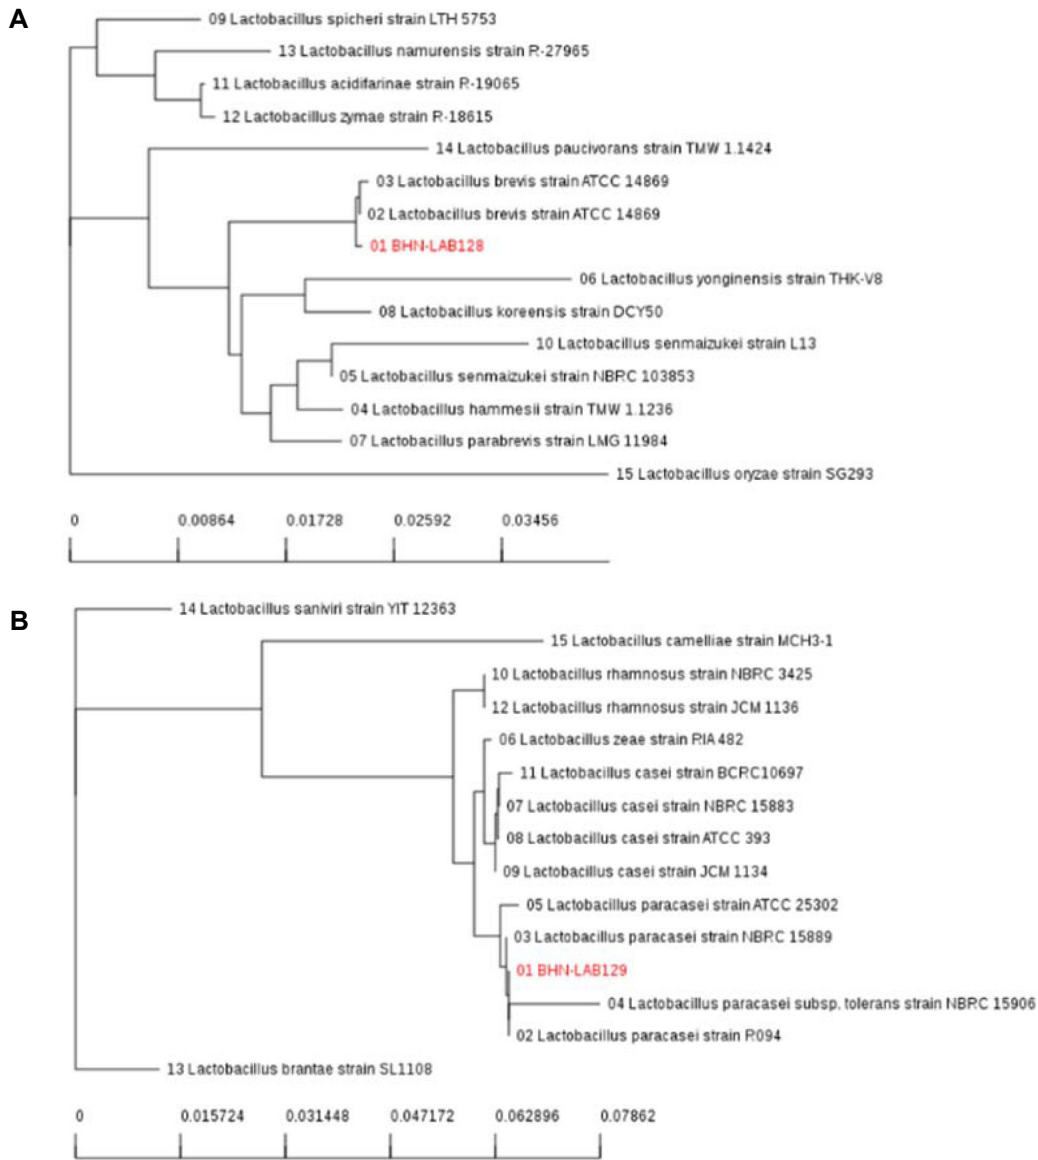 A
09 Lactobacillus spicheri strain LTH 5753
13 Lactobacillus namurensis strain R-27965
11 Lactobacillus acidifarinae strain R-19065
12 Lactobacillus zymae strain R-18615
14 Lactobacillus paucivorans strain TMW 1.1424
03 Lactobacillus brevis strain ATCC 14869
02 Lactobacillus brevis strain ATCC 14869
01 BHN-LAB128
06 Lactobacillus yonginensis strain THK-V8
08 Lactobacillus koreensis strain DCY50
10 Lactobacillus senmaizukei strain L13
05 Lactobacillus senmaizukei strain NBRC 103853
04 Lactobacillus hammesii strain TMW 1.1236
07 Lactobacillus parabrevis strain LMG 11984
15 Lactobacillus oryzae strain SG293
0 0.00864 0.01728 0.02592 0.03456
B
14 Lactobacillus saniviri strain YIT 12363
15 Lactobacillus camelliae strain MCH3-1
10 Lactobacillus rhamnosus strain NBRC 3425
12 Lactobacillus rhamnosus strain JCM 1136
06 Lactobacillus zeae strain RIA 482
11 Lactobacillus casei strain BCRC10697
07 Lactobacillus casei strain NBRC 15883
08 Lactobacillus casei strain ATCC 393
09 Lactobacillus casei strain JCM 1134
05 Lactobacillus paracasei strain ATCC 25302
03 Lactobacillus paracasei strain NBRC 15889
01 BHN-LAB129
04 Lactobacillus paracasei subsp. tolerans strain NBRC 15906
02 Lactobacillus paracasei strain R094
13 Lactobacillus brantae strain SL1108
0 0.015724 0.031448 0.047172 0.062896 0.07862